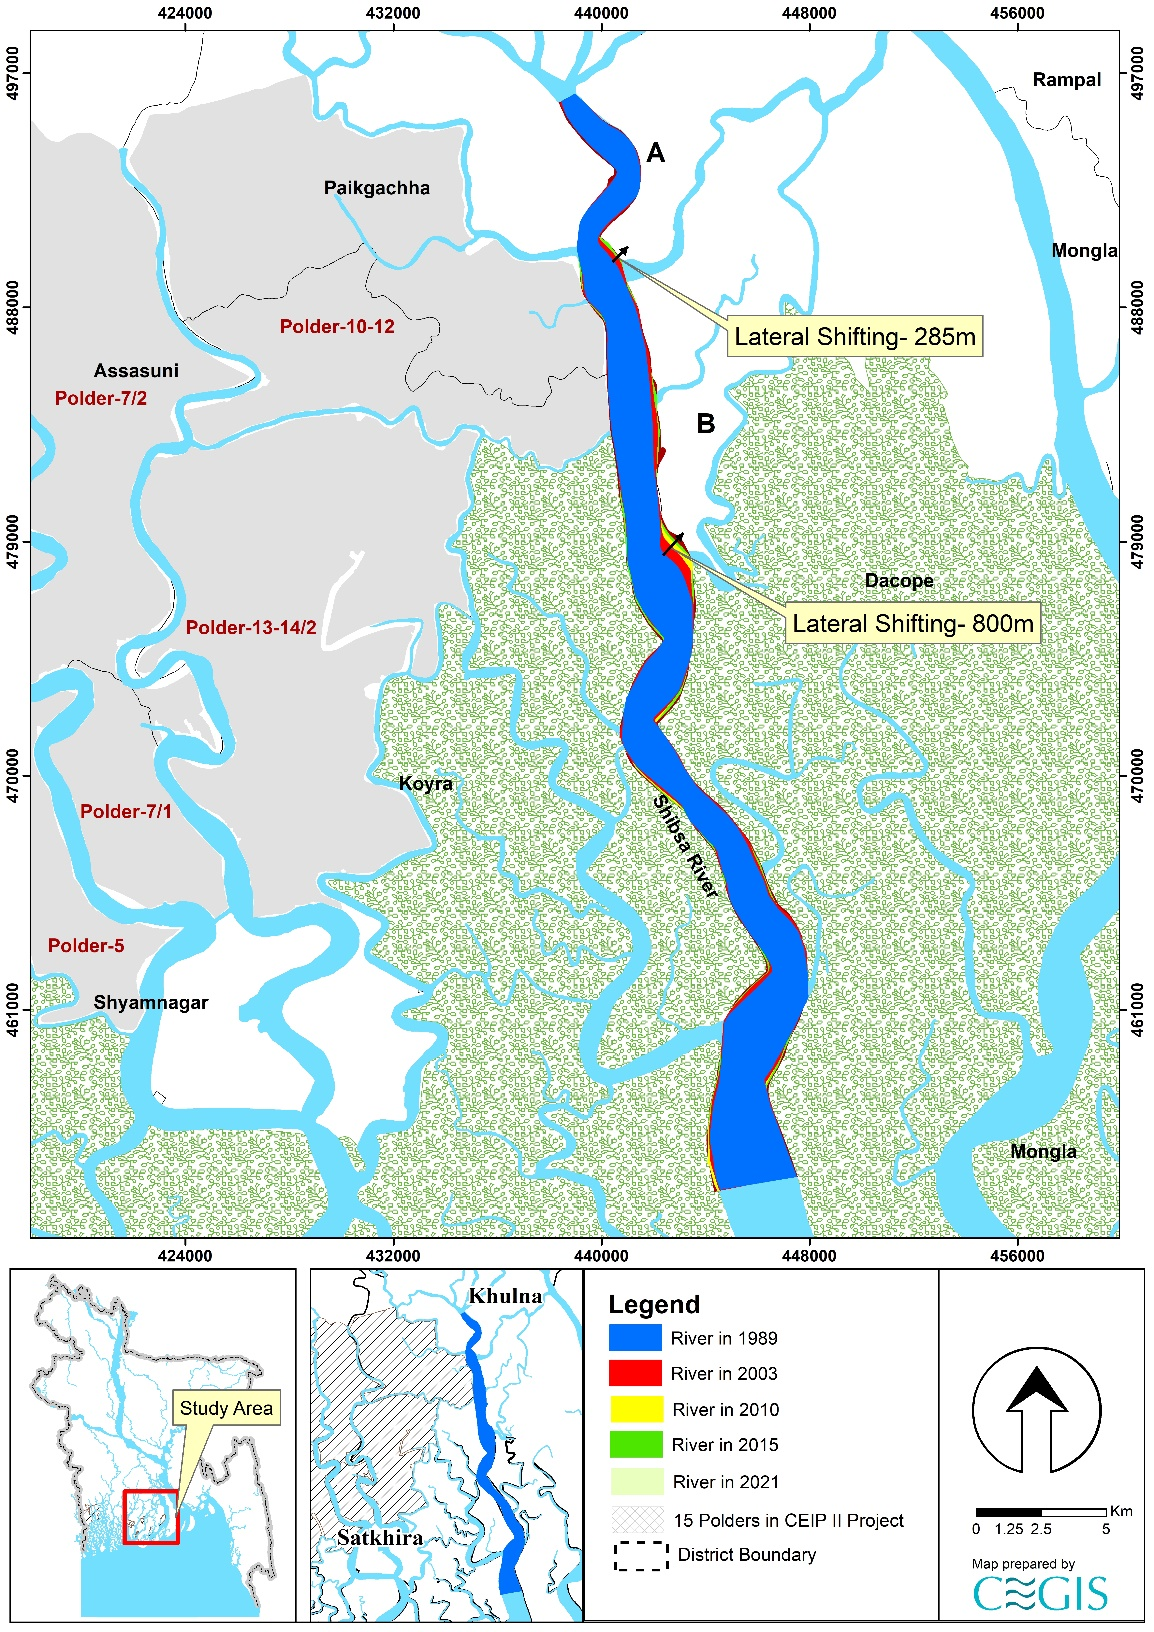 424000
432000
440000
448000
456000
497000
497000
Rampal
A
Paikgachha
Mongla
488000
488000
Polder-10-12
Lateral Shifting- 285m
Assasuni
Polder-7/2
B
479000
479000
Dacope
Polder-13-14/2
Lateral Shifting- 800m
470000
470000
Koyra
Polder-7/1
Shibsa River
Polder-5
Shyamnagar
461000
461000
Mongla
424000
432000
440000
448000
456000
Study Area
Khulna
Satkhira
Legend
River in 1989
River in 2003
River in 2010
River in 2015
River in 2021
15 Polders in CEIP II Project
District Boundary
Km
0 1.25 2.5 5
Map prepared by
CEGIS